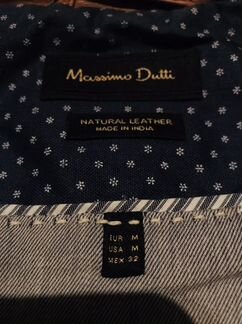 Massimo Dutti
NATURAL LEATHER
MADE IN INDIA
EUR M
USA M
MEX 32